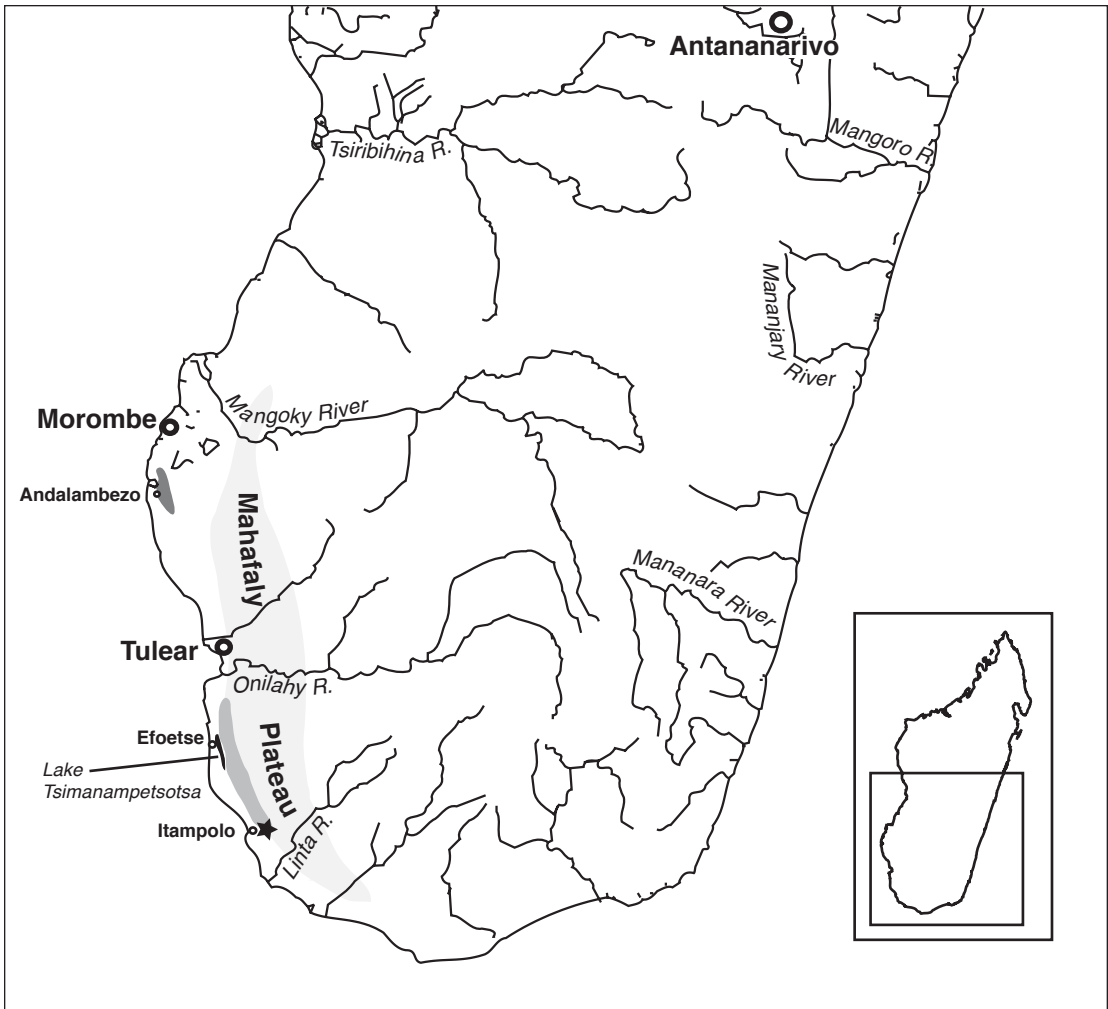 Antananarivo
Mangoro R.
Tsiribihina R.
Mananjary River
Mangoky River
Morombe
Andalambezo
Mahafaly
Mananara River
Tulear
Onilahy R.
Plateau
Efoetse
Lake
Tsimanampetsotsa
Itampolo
Linta R.